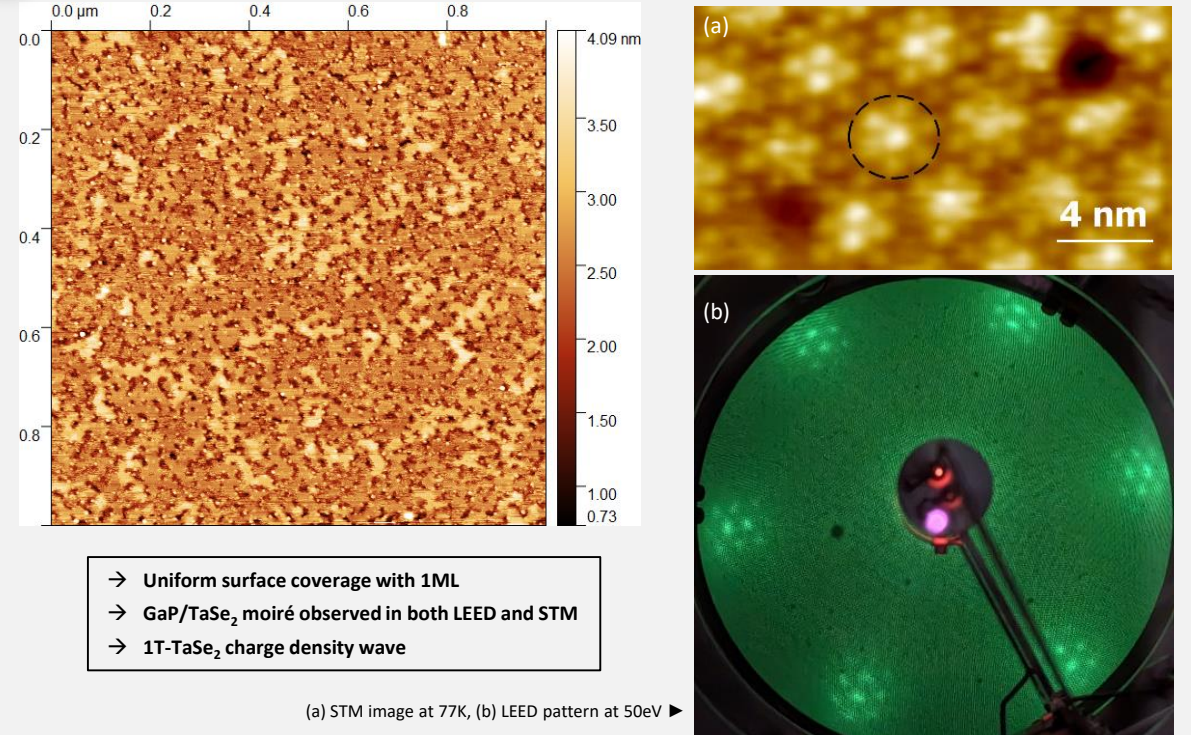 0.0 µm 0.2 0.4 0.6 0.8
0.0
0.2
0.4
0.6
0.8
4.09 nm
3.50
3.00
2.50
2.00
1.50
1.00
0.73
(a)
4 nm
(b)
→ Uniform surface coverage with 1ML
→ GaP/TaSe₂ moiré observed in both LEED and STM
→ 1T-TaSe₂ charge density wave
(a) STM image at 77K, (b) LEED pattern at 50eV ►